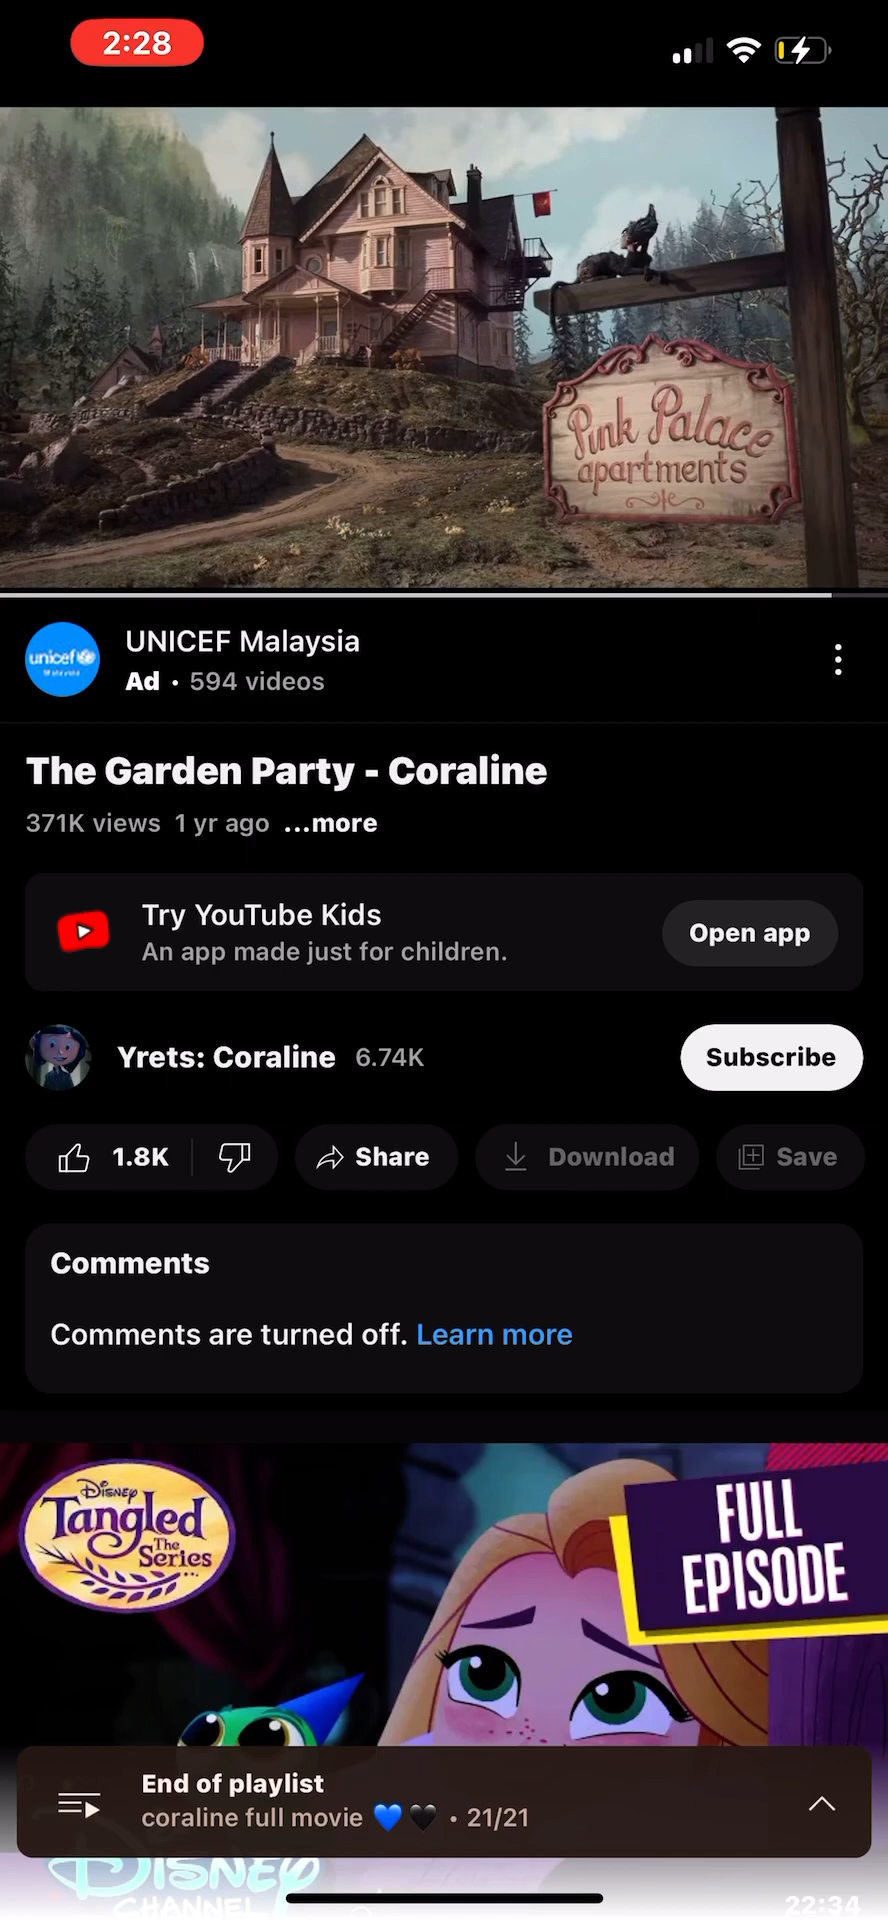 2:28
Pink Palace
apartments
unicef
UNICEF Malaysia
Ad • 594 videos
The Garden Party - Coraline
371K views 1 yr ago ...more
Try YouTube Kids
An app made just for children.
Open app
Yrets: Coraline 6.74K
Subscribe
1.8K
Share
Download
Save
Comments
Comments are turned off. Learn more
Disney
Tangled
The
Series
FULL
EPISODE
End of playlist
coraline full movie 💙 🖤 • 21/21
Disney
CHANNEL
22:34